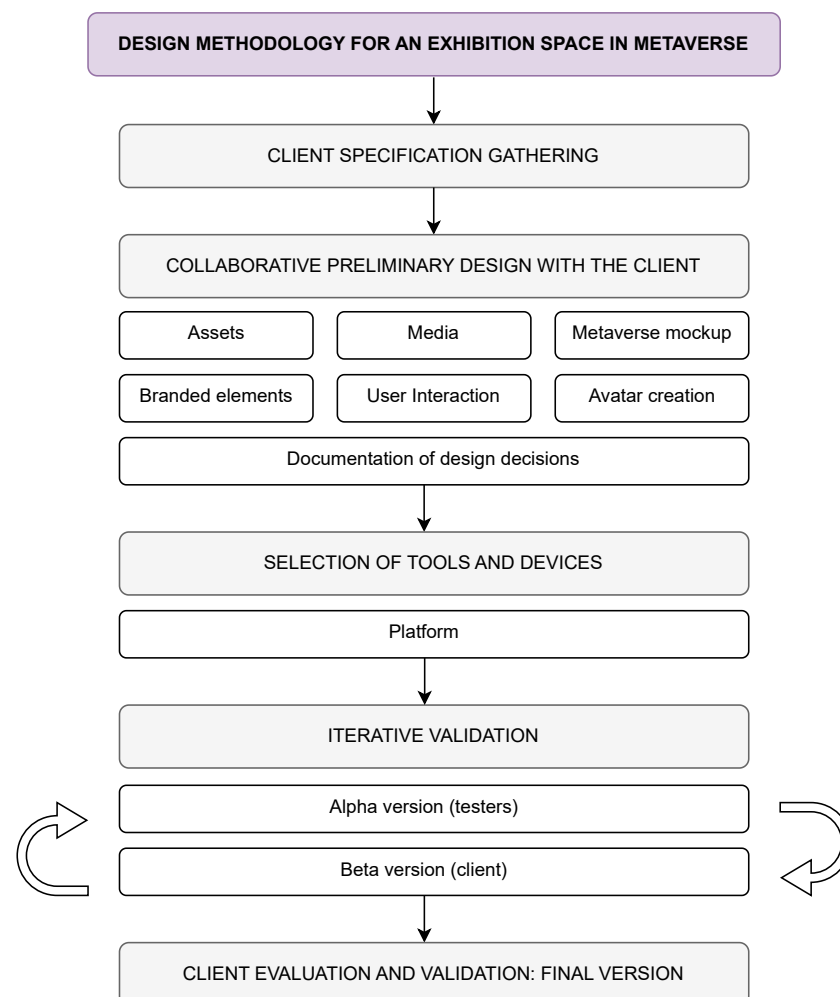 DESIGN METHODOLOGY FOR AN EXHIBITION SPACE IN METAVERSE
CLIENT SPECIFICATION GATHERING
COLLABORATIVE PRELIMINARY DESIGN WITH THE CLIENT
Assets
Media
Metaverse mockup
Branded elements
User Interaction
Avatar creation
Documentation of design decisions
SELECTION OF TOOLS AND DEVICES
Platform
ITERATIVE VALIDATION
Alpha version (testers)
Beta version (client)
CLIENT EVALUATION AND VALIDATION: FINAL VERSION